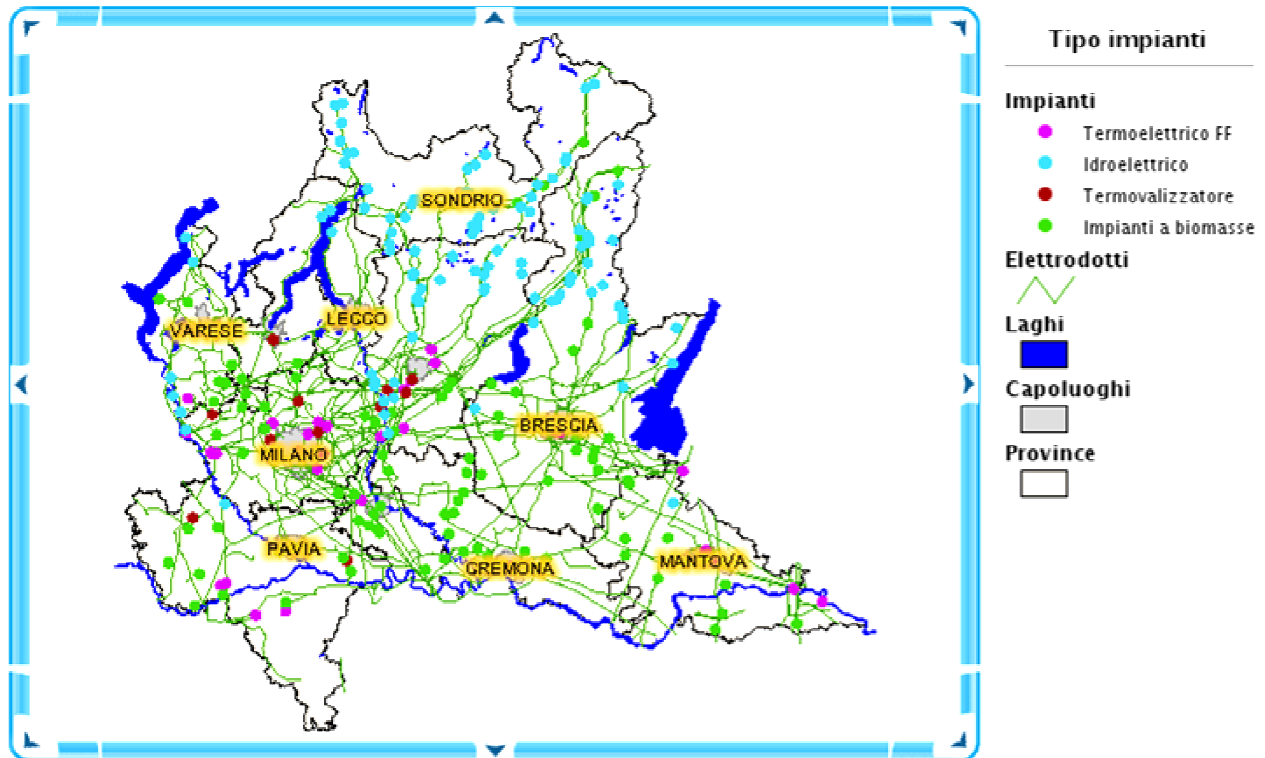 Tipo impianti
Impianti
Termoelettrico FF
Idroelettrico
Termovalizzatore
Impianti a biomasse
Elettrodotti
Laghi
Capoluoghi
Province
SONDRIO
LECCO
VARESE
BRESCIA
MILANO
PAVIA
CREMONA
MANTOVA